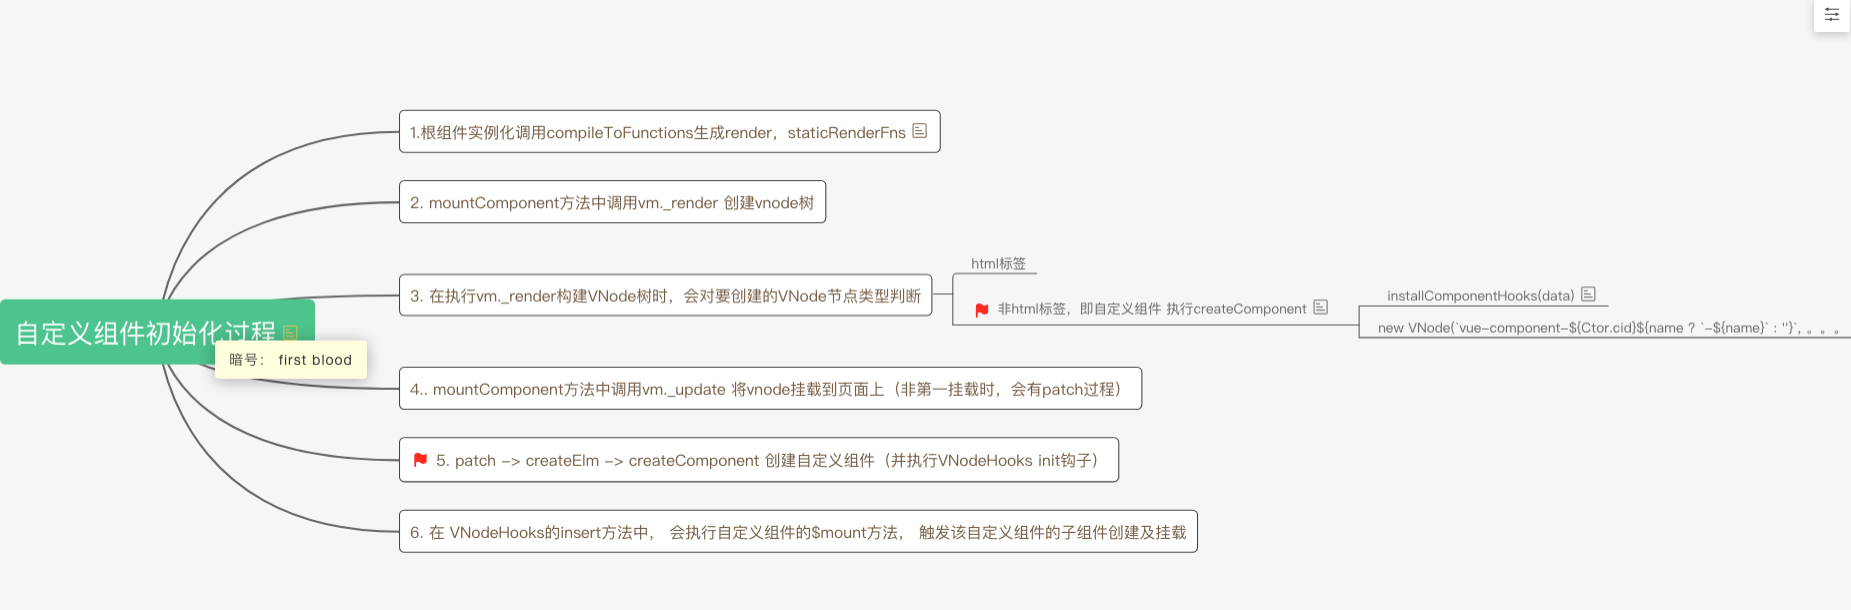 自定义组件初始化过程
暗号： first blood
1.根组件实例化调用compileToFunctions生成render，staticRenderFns
2. mountComponent方法中调用vm._render 创建vnode树
3. 在执行vm._render构建VNode树时，会对要创建的VNode节点类型判断
html标签
非html标签，即自定义组件 执行createComponent
installComponentHooks(data)
new VNode(`vue-component-${Ctor.cid}${name ? `-${name}` : ''}`, 。。。
4.. mountComponent方法中调用vm._update 将vnode挂载到页面上（非第一挂载时，会有patch过程）
5. patch -> createElm -> createComponent 创建自定义组件（并执行VNodeHooks init钩子）
6. 在 VNodeHooks的insert方法中， 会执行自定义组件的$mount方法， 触发该自定义组件的子组件创建及挂载